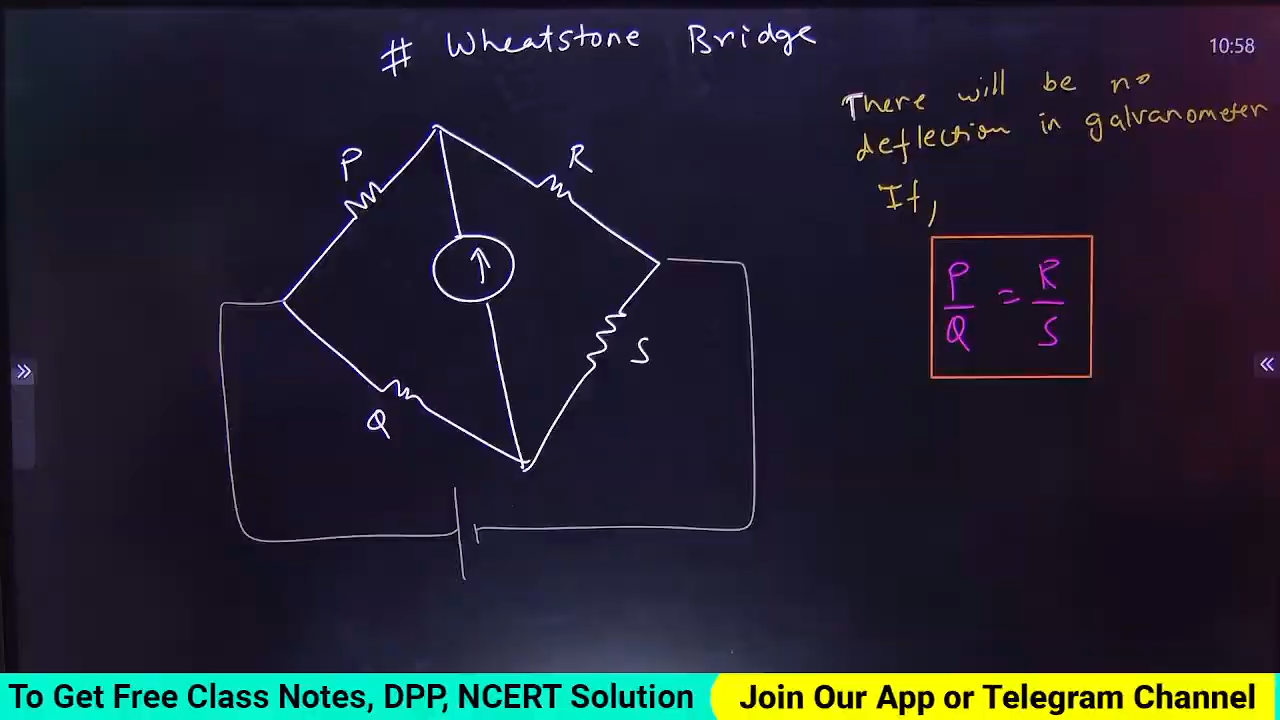 # Wheatstone Bridge
10:58
There will be no
deflection in galvanometer
If,
P/Q = R/S
P
R
Q
S
To Get Free Class Notes, DPP, NCERT Solution
Join Our App or Telegram Channel